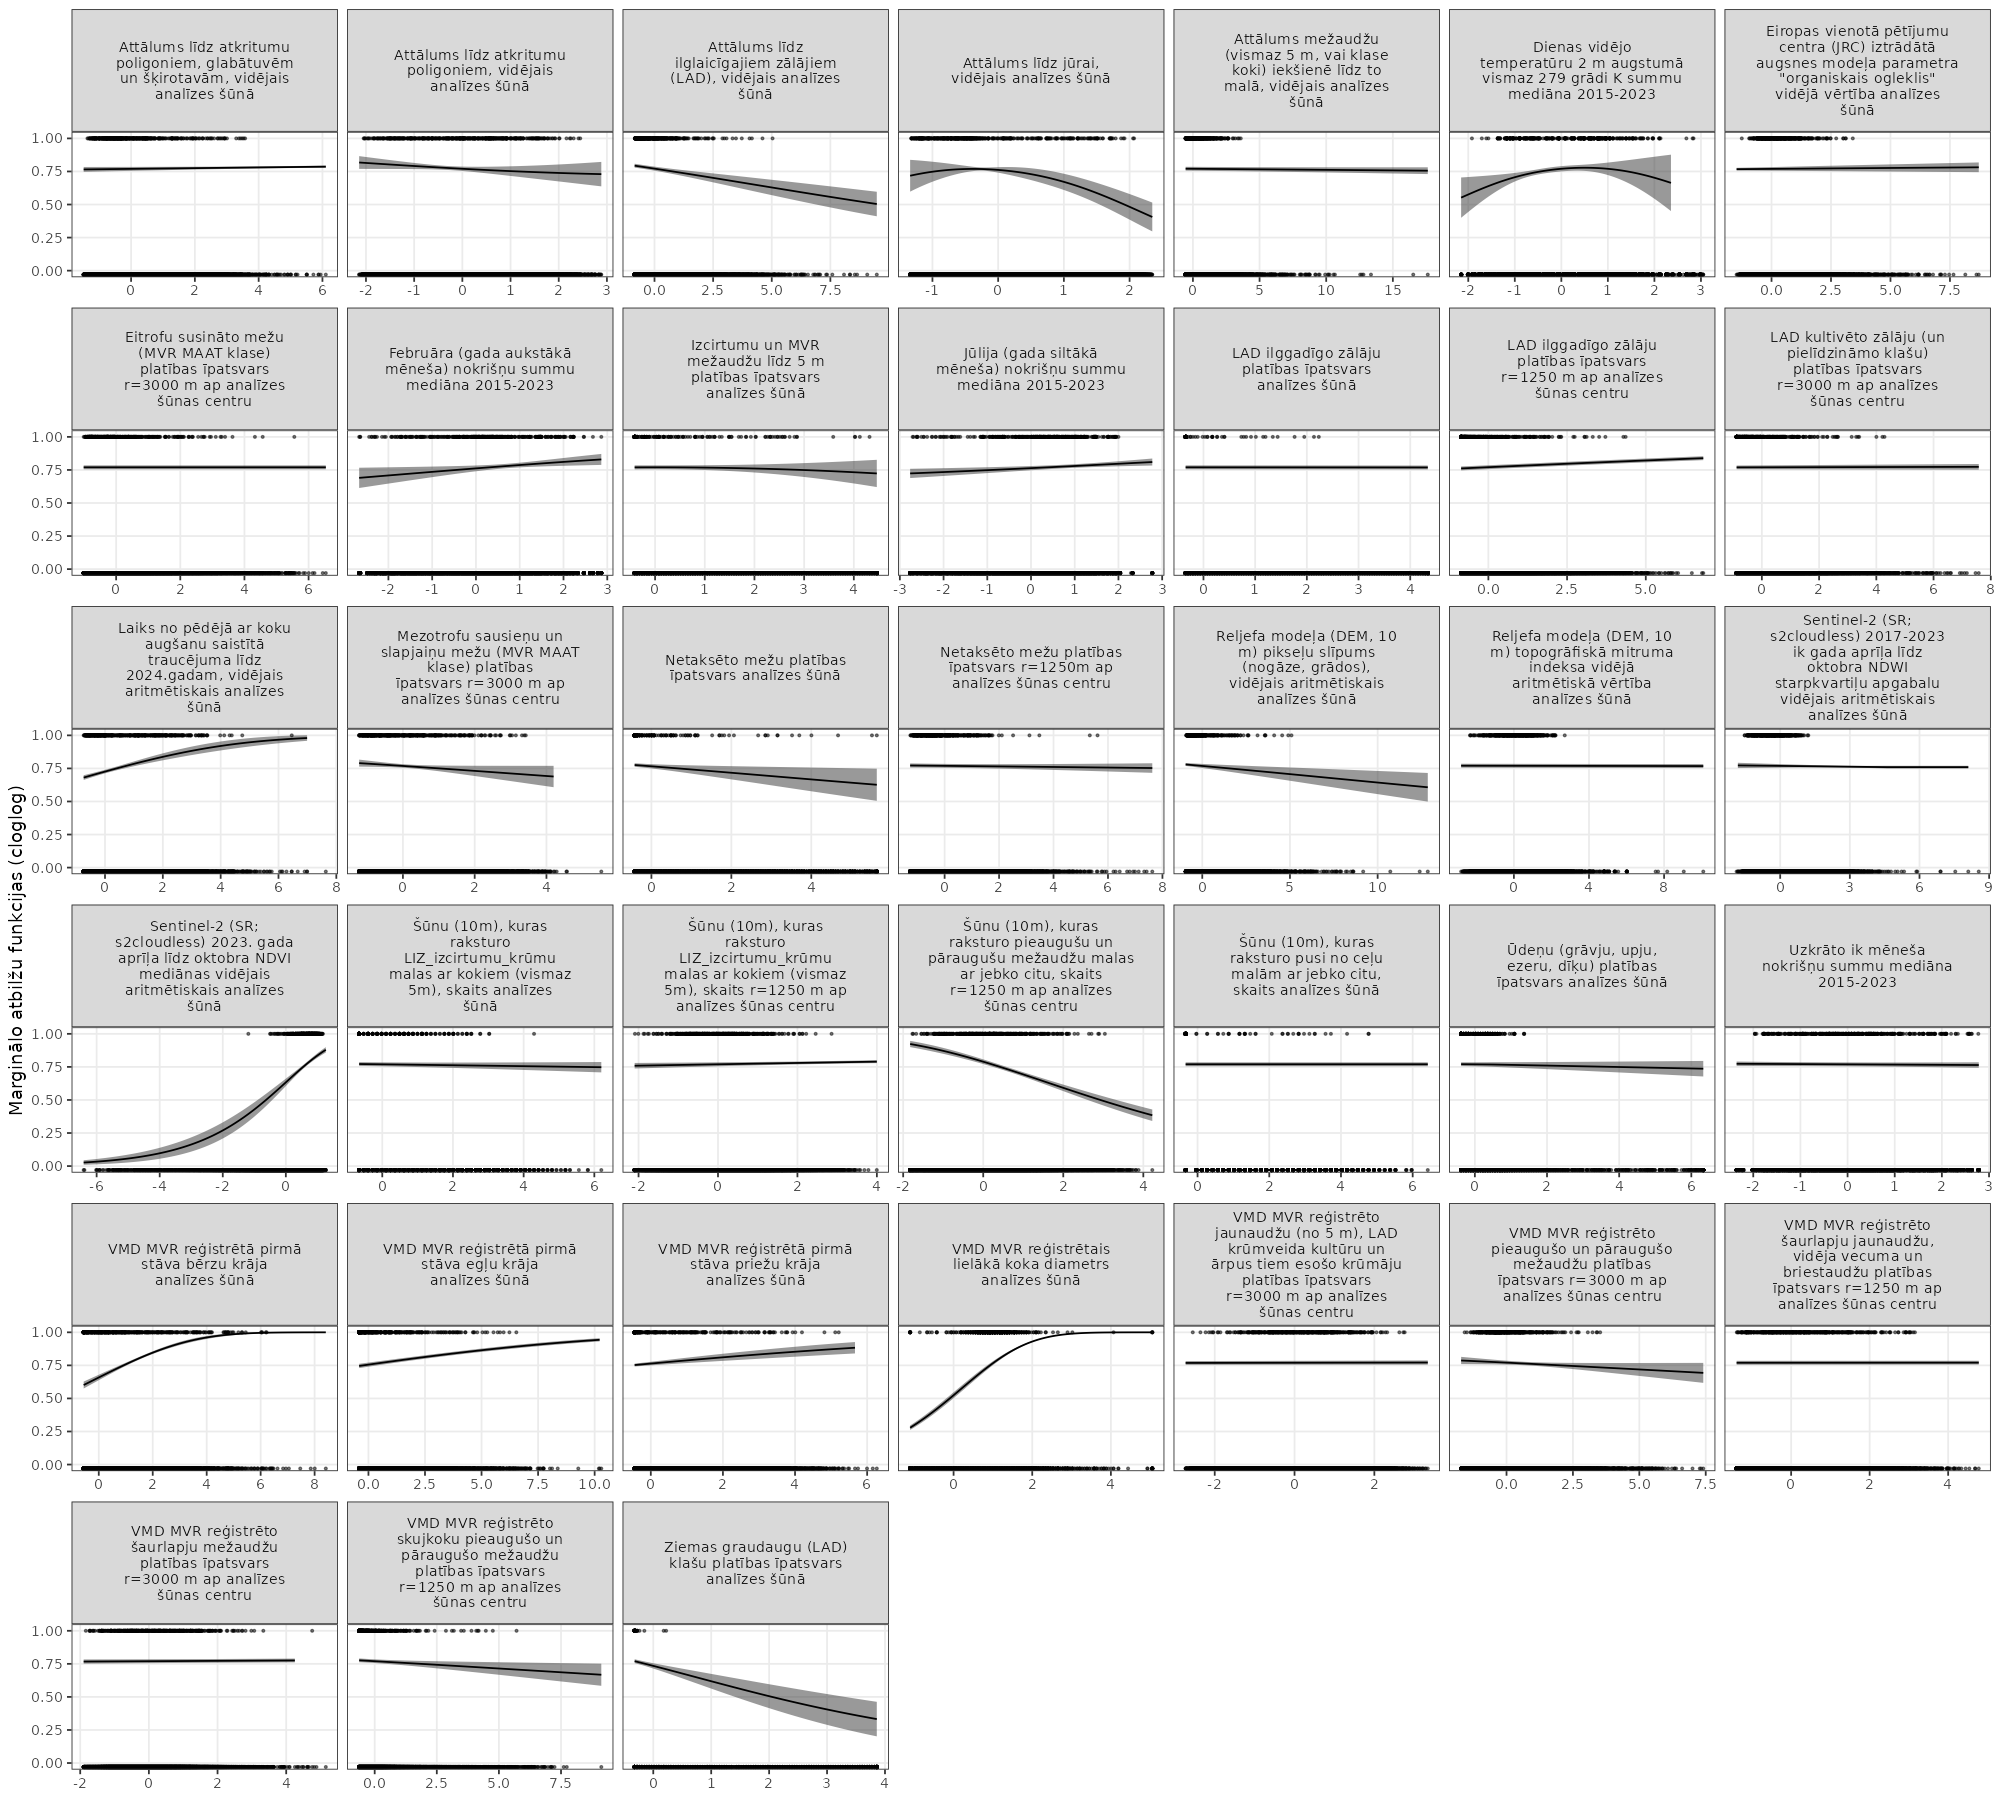 Attālums līdz atkritumu
poligoniem, glabātuvēm
un šķirotavām, vidējais
analīzes šūnā
Attālums līdz atkritumu
poligoniem, vidējais
analīzes šūnā
Attālums līdz
ilglaicīgajiem zālājiem
(LAD), vidējais analīzes
šūnā
Attālums līdz jūrai,
vidējais analīzes šūnā
Attālums mežaudžu
(vismaz 5 m, vai klase
koki) iekšienē līdz to
malā, vidējais analīzes
šūnā
Dienas vidējo
temperatūru 2 m augstumā
vismaz 279 grādi K summu
mediāna 2015-2023
Eiropas vienotā pētījumu
centra (JRC) iztrādātā
augsnes modeļa parametra
"organiskais ogleklis"
vidējā vērtība analīzes
šūnā
1.00
0.75
0.50
0.25
0.00
0 2 4 6
-2 -1 0 1 2 3
0.0 2.5 5.0 7.5
-1 0 1 2
0 5 10 15
-2 -1 0 1 2 3
0.0 2.5 5.0 7.5
Eitrofu susināto mežu
(MVR MAAT klase)
platības īpatsvars
r=3000 m ap analīzes
šūnas centru
Februāra (gada aukstākā
mēneša) nokrišņu summu
mediāna 2015-2023
Izcirtumu un MVR
mežaudžu līdz 5 m
platības īpatsvars
analīzes šūnā
Jūlija (gada siltākā
mēneša) nokrišņu summu
mediāna 2015-2023
LAD ilggadīgo zālāju
platības īpatsvars
analīzes šūnā
LAD ilggadīgo zālāju
platības īpatsvars
r=1250 m ap analīzes
šūnas centru
LAD kultivēto zālāju (un
pielīdzināmo klašu)
platības īpatsvars
r=3000 m ap analīzes
šūnas centru
1.00
0.75
0.50
0.25
0.00
0 2 4 6
-2 -1 0 1 2 3
0 1 2 3 4
-3 -2 -1 0 1 2 3
0 1 2 3 4
0.0 2.5 5.0
0 2 4 6 8
Laiks no pēdējā ar koku
augšanu saistītā
traucējuma līdz
2024.gadam, vidējais
aritmētiskais analīzes
šūnā
Mezotrofu sausieņu un
slapjaiņu mežu (MVR MAAT
klase) platības
īpatsvars r=3000 m ap
analīzes šūnas centru
Netaksēto mežu platības
īpatsvars analīzes šūnā
Netaksēto mežu platības
īpatsvars r=1250m ap
analīzes šūnas centru
Reljefa modeļa (DEM, 10
m) pikseļu slīpums
(nogāze, grādos),
vidējais aritmētiskais
analīzes šūnā
Reljefa modeļa (DEM, 10
m) topogrāfiskā mitruma
indeksa vidējā
aritmētiskā vērtība
analīzes šūnā
Sentinel-2 (SR;
s2cloudless) 2017-2023
ik gada aprīļa līdz
oktobra NDWI
starpkvartiļu apgabalu
vidējais aritmētiskais
analīzes šūnā
1.00
0.75
0.50
0.25
0.00
0 2 4 6 8
0 2 4
0 2 4
0 2 4 6 8
0 5 10
0 4 8
0 3 6 9
Marginālo atbilžu funkcijas (cloglog)
Sentinel-2 (SR;
s2cloudless) 2023. gada
aprīļa līdz oktobra NDVI
mediānas vidējais
aritmētiskais analīzes
šūnā
Šūnu (10m), kuras
raksturo
LIZ_izcirtumu_krūmu
malas ar kokiem (vismaz
5m), skaits analīzes
šūnā
Šūnu (10m), kuras
raksturo
LIZ_izcirtumu_krūmu
malas ar kokiem (vismaz
5m), skaits r=1250 m ap
analīzes šūnas centru
Šūnu (10m), kuras
raksturo pieaugušu un
pāraugušu mežaudžu malas
ar jebko citu, skaits
r=1250 m ap analīzes
šūnas centru
Šūnu (10m), kuras
raksturo pusi no ceļu
malām ar jebko citu,
skaits analīzes šūnā
Ūdeņu (grāvju, upju,
ezeru, dīķu) platības
īpatsvars analīzes šūnā
Uzkrāto ik mēneša
nokrišņu summu mediāna
2015-2023
1.00
0.75
0.50
0.25
0.00
-6 -4 -2 0
0 2 4 6
-2 0 2 4
-2 0 2 4
0 2 4 6
0 2 4 6
-2 -1 0 1 2 3
VMD MVR reģistrētā pirmā
stāva bērzu krāja
analīzes šūnā
VMD MVR reģistrētā pirmā
stāva egļu krāja
analīzes šūnā
VMD MVR reģistrētā pirmā
stāva priežu krāja
analīzes šūnā
VMD MVR reģistrētais
lielākā koka diametrs
analīzes šūnā
VMD MVR reģistrēto
jaunaudžu (no 5 m), LAD
krūmveida kultūru un
ārpus tiem esošo krūmāju
platības īpatsvars
r=3000 m ap analīzes
šūnas centru
VMD MVR reģistrēto
pieaugušo un pāraugušo
mežaudžu platības
īpatsvars r=3000 m ap
analīzes šūnas centru
VMD MVR reģistrēto
šaurlapju jaunaudžu,
vidēja vecuma un
briestaudžu platības
īpatsvars r=1250 m ap
analīzes šūnas centru
1.00
0.75
0.50
0.25
0.00
0 2 4 6 8
0.0 2.5 5.0 7.5 10.0
0 2 4 6
0 2 4
-2 0 2
0.0 2.5 5.0 7.5
0 2 4
VMD MVR reģistrēto
šaurlapju mežaudžu
platības īpatsvars
r=3000 m ap analīzes
šūnas centru
VMD MVR reģistrēto
skujkoku pieaugušo un
pāraugušo mežaudžu
platības īpatsvars
r=1250 m ap analīzes
šūnas centru
Ziemas graudaugu (LAD)
klašu platības īpatsvars
analīzes šūnā
1.00
0.75
0.50
0.25
0.00
-2 0 2 4
0.0 2.5 5.0 7.5
0 1 2 3 4